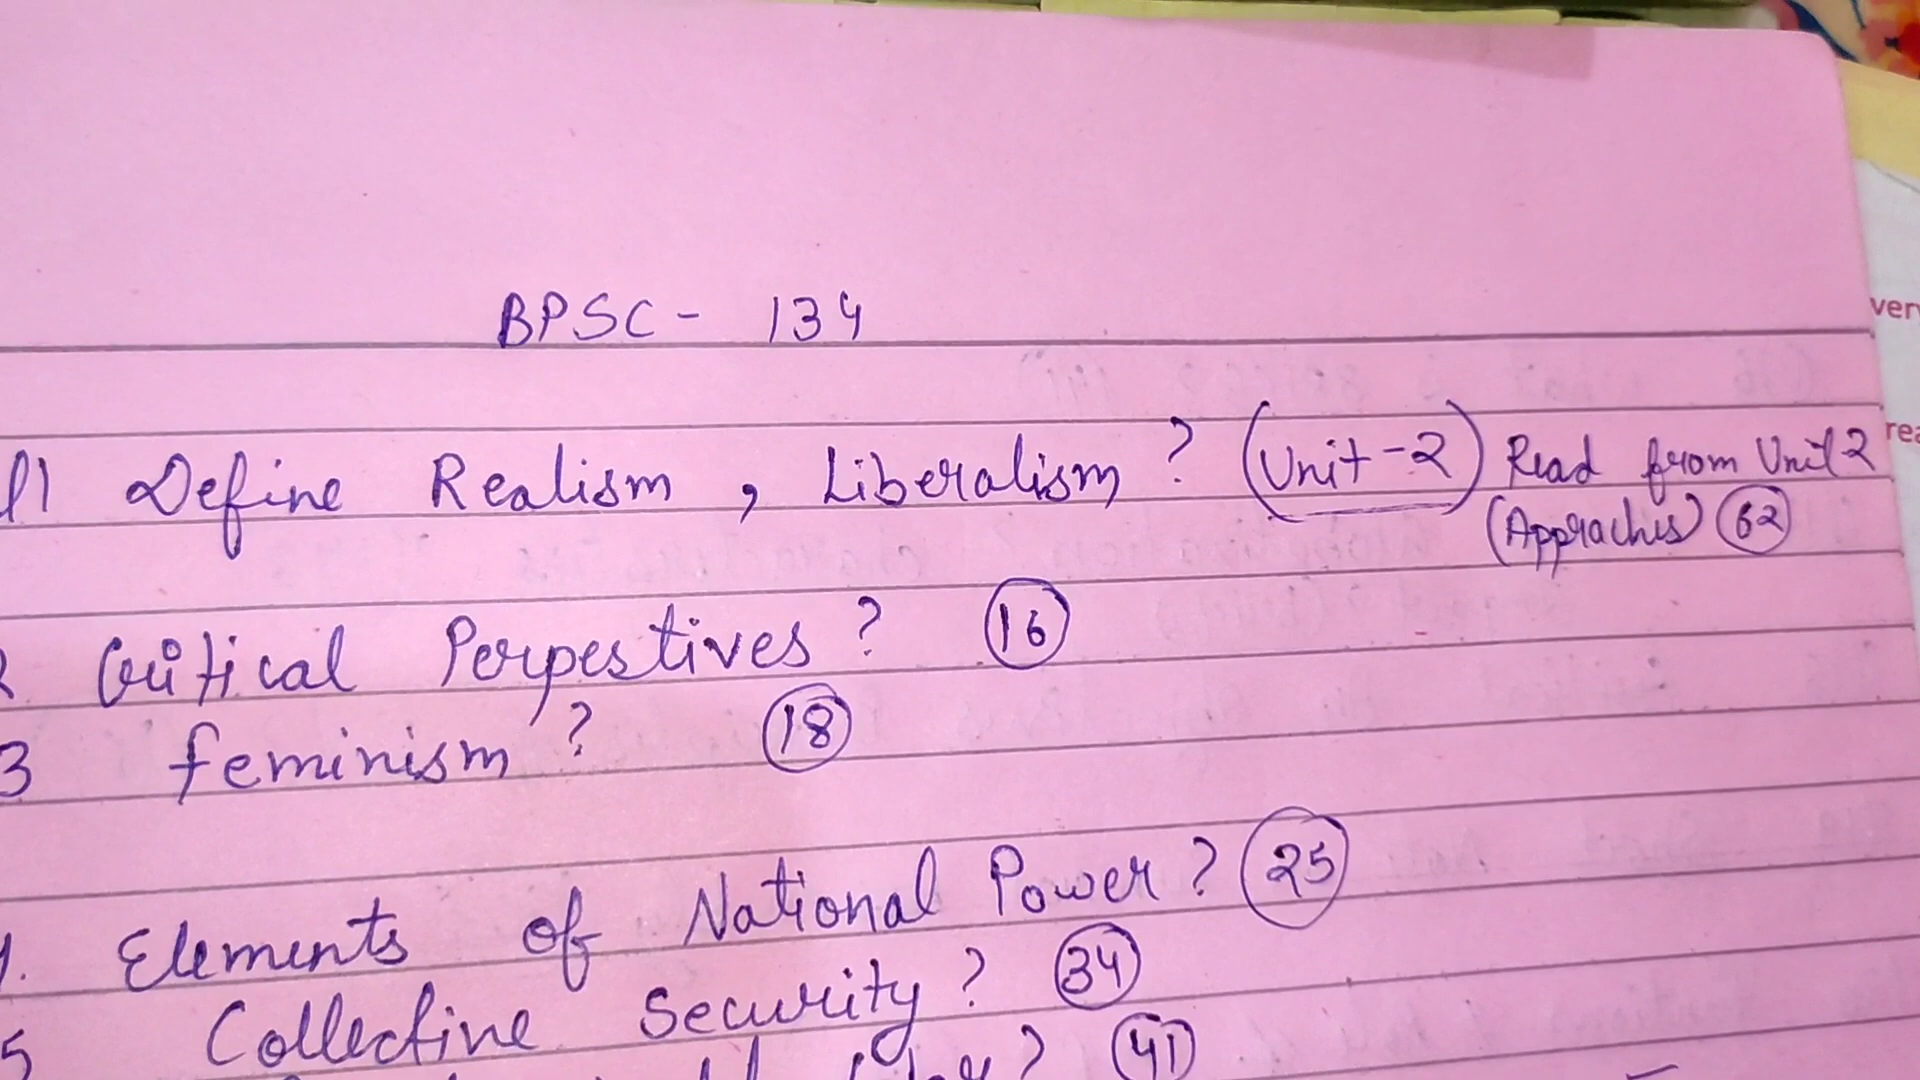 BPSC - 134
Q1 Define Realism, Liberalism? (Unit-2) Read from Unit 2
(Appraches) 62
2 Critical Perpestives? 16
3 feminism? 18
4. Elements of National Power? 25
5 Collective Security? 34
41